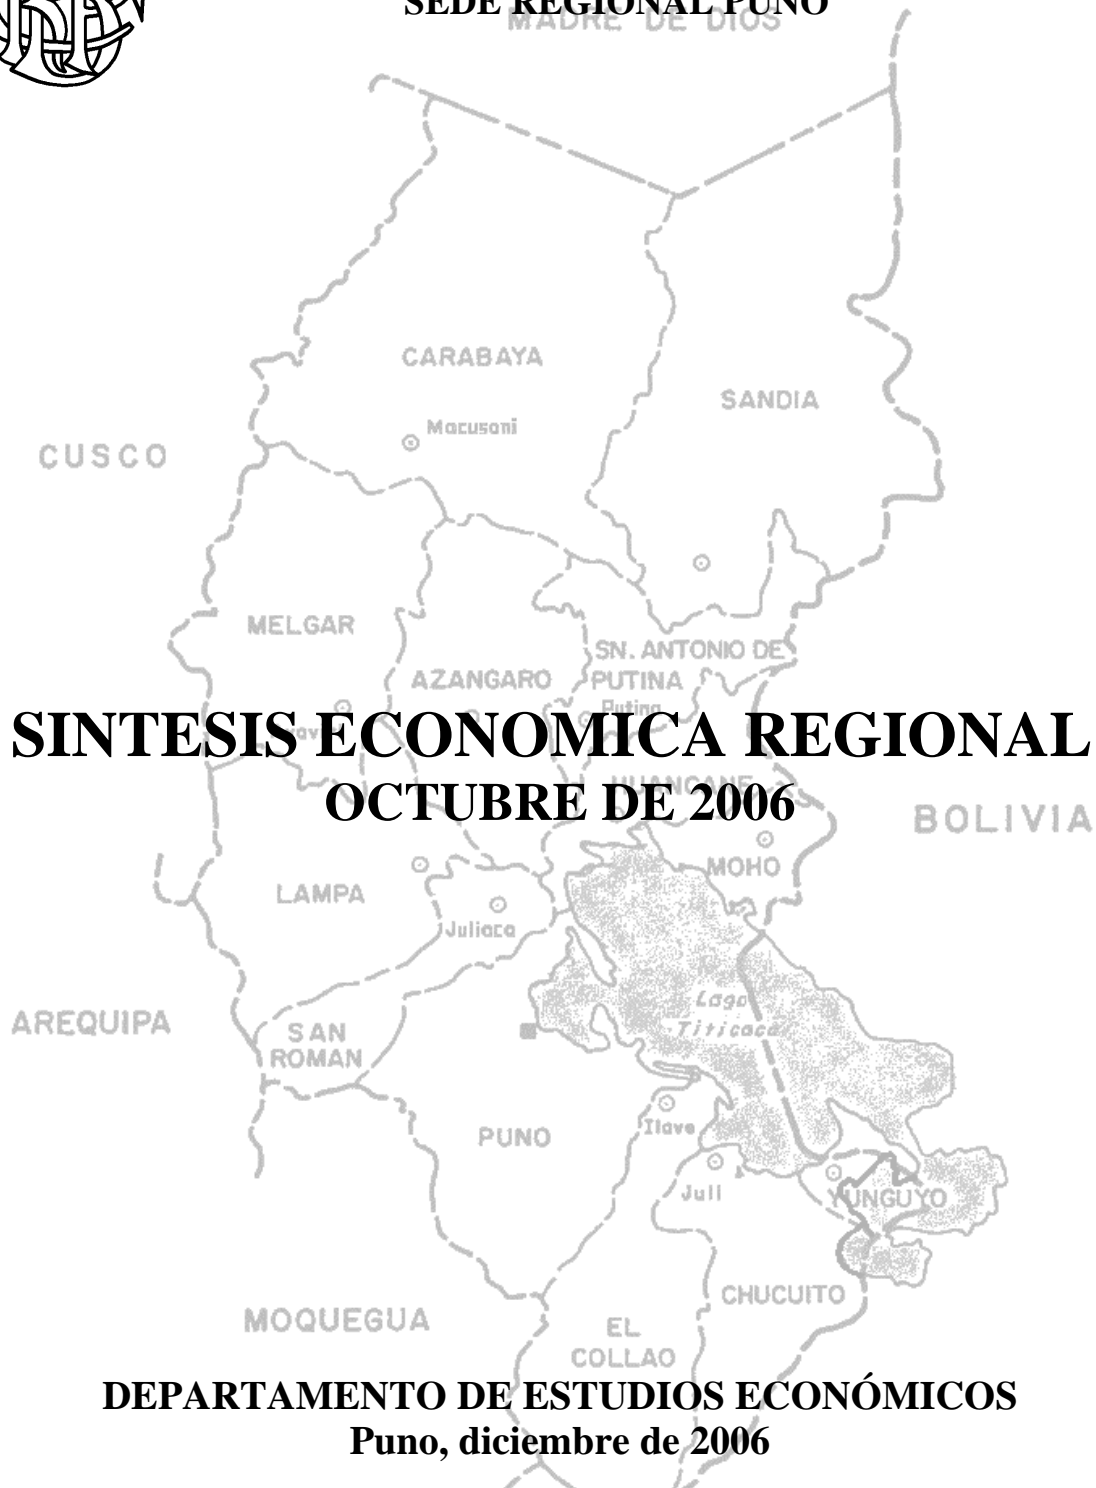 SEDE REGIONAL PUNO
MADRE DE DIOS
CARABAYA
SANDIA
Macusani
CUSCO
MELGAR
SN. ANTONIO DE
AZANGARO
PUTINA
Putina
SINTESIS ECONOMICA REGIONAL
HUANCANE
OCTUBRE DE 2006
BOLIVIA
MOHO
LAMPA
Juliaca
Lago
Titicaca
AREQUIPA
SAN
ROMAN
PUNO
Ilave
Juli
YUNGUYO
CHUCUITO
MOQUEGUA
EL
COLLAO
DEPARTAMENTO DE ESTUDIOS ECONÓMICOS
Puno, diciembre de 2006